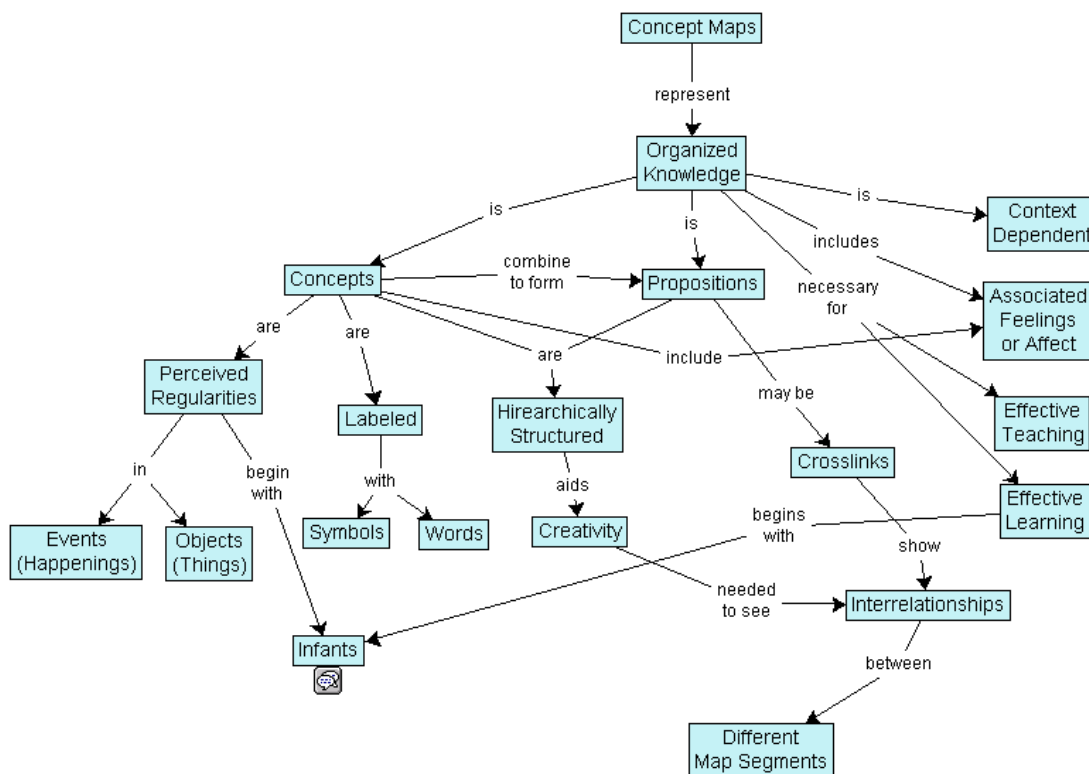 Concept Maps
represent
Organized
Knowledge
is
is
is
Context
Dependent
includes
combine
to form
necessary
for
Concepts
Propositions
Associated
Feelings
or Affect
are
are
are
include
Perceived
Regularities
Labeled
Hirearchically
Structured
may be
Effective
Teaching
Crosslinks
in
begin
with
with
aids
Effective
Learning
Events
(Happenings)
Objects
(Things)
Symbols
Words
Creativity
begins
with
show
needed
to see
Interrelationships
Infants
between
Different
Map Segments